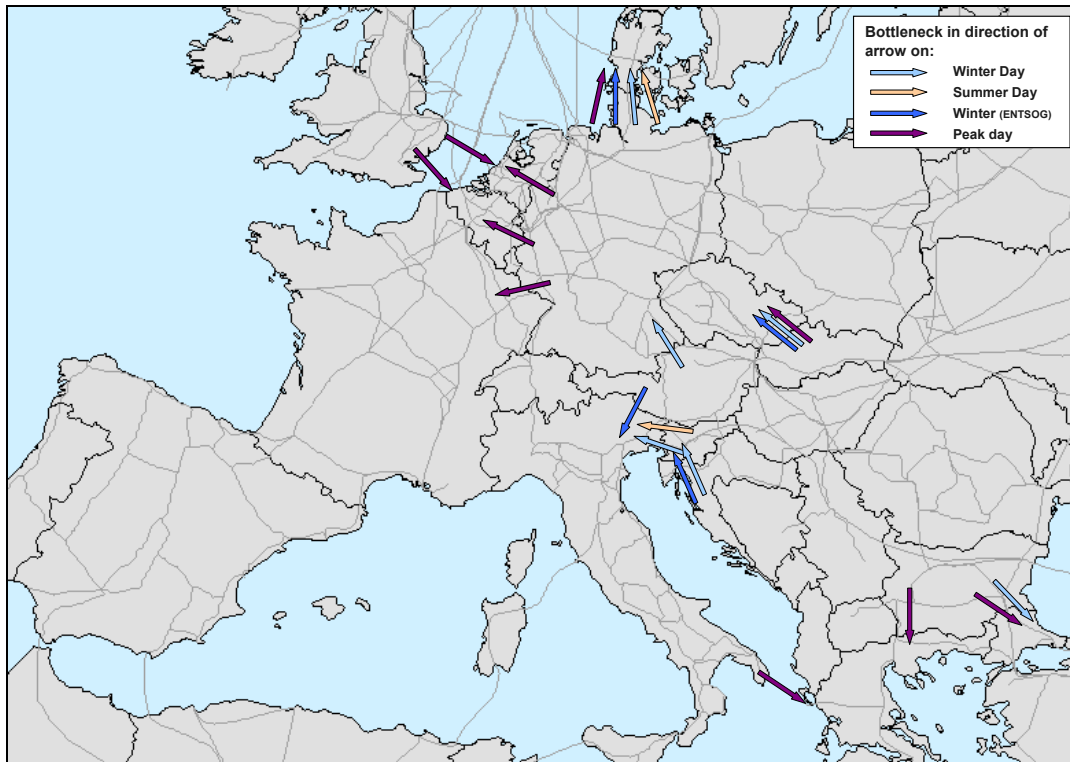 Bottleneck in direction of
arrow on:
Winter Day
Summer Day
Winter (ENTSOG)
Peak day